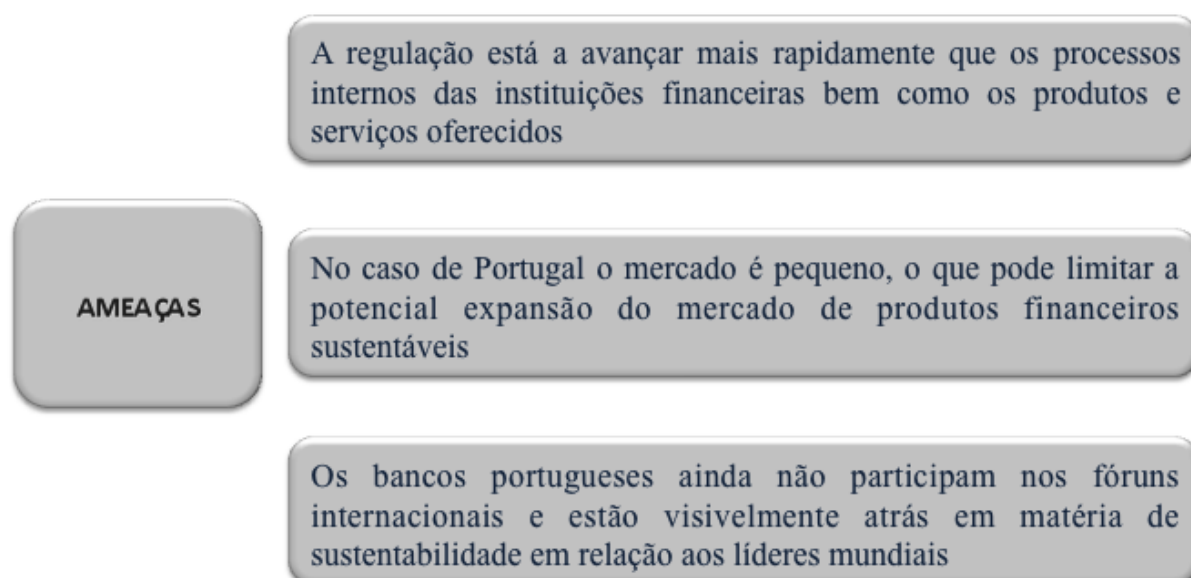 A regulação está a avançar mais rapidamente que os processos
internos das instituições financeiras bem como os produtos e
serviços oferecidos
AMEAÇAS
No caso de Portugal o mercado é pequeno, o que pode limitar a
potencial expansão do mercado de produtos financeiros
sustentáveis
Os bancos portugueses ainda não participam nos fóruns
internacionais e estão visivelmente atrás em matéria de
sustentabilidade em relação aos líderes mundiais